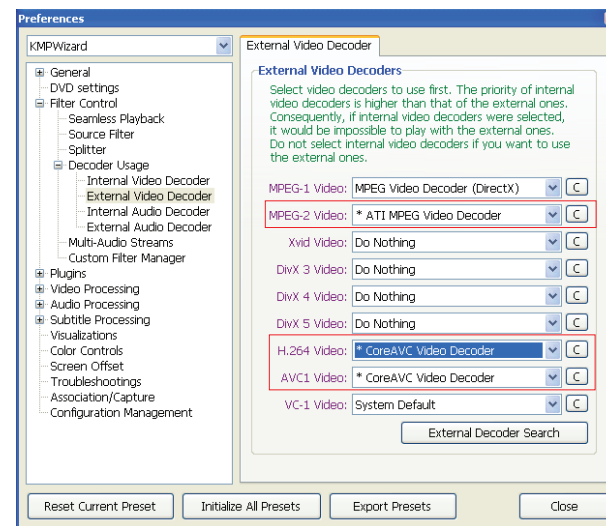 Preferences
KMPWizard
General
DVD settings
Filter Control
Seamless Playback
Source Filter
Splitter
Decoder Usage
Internal Video Decoder
External Video Decoder
Internal Audio Decoder
External Audio Decoder
Multi-Audio Streams
Custom Filter Manager
Plugins
Video Processing
Audio Processing
Subtitle Processing
Visualizations
Color Controls
Screen Offset
Troubleshootings
Association/Capture
Configuration Management
External Video Decoder
External Video Decoders
Select video decoders to use first. The priority of internal
video decoders is higher than that of the external ones.
Consequently, if internal video decoders were selected,
it would be impossible to play with the external ones.
Do not select internal video decoders if you want to use
the external ones.
MPEG-1 Video: MPEG Video Decoder (DirectX) C
MPEG-2 Video: * ATI MPEG Video Decoder C
Xvid Video: Do Nothing C
DivX 3 Video: Do Nothing C
DivX 4 Video: Do Nothing C
DivX 5 Video: Do Nothing C
H.264 Video: * CoreAVC Video Decoder C
AVC1 Video: * CoreAVC Video Decoder C
VC-1 Video: System Default C
External Decoder Search
Reset Current Preset Initialize All Presets Export Presets Close